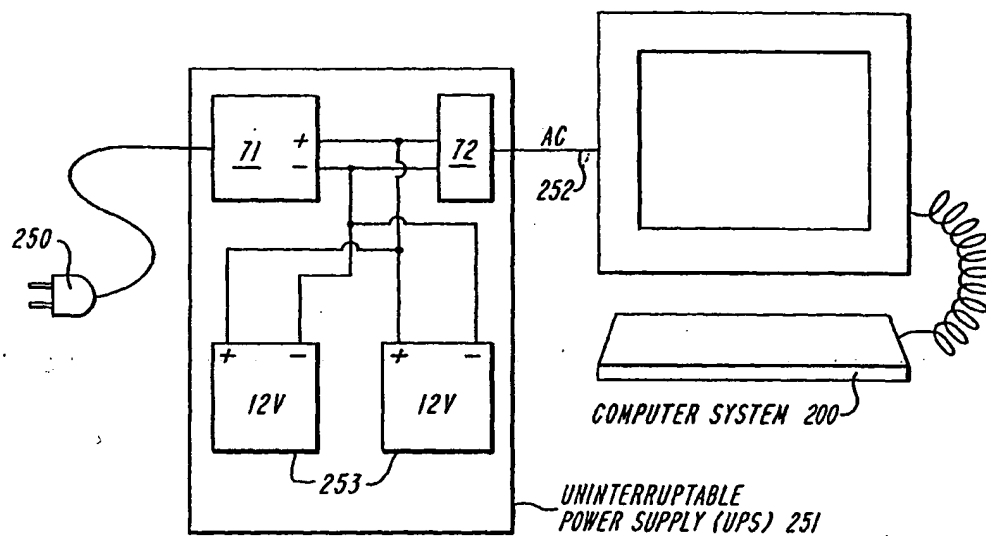 71
+
−
72
AC
252
250
+ −
12V
+ −
12V
253
COMPUTER SYSTEM 200
UNINTERRUPTABLE
POWER SUPPLY (UPS) 251